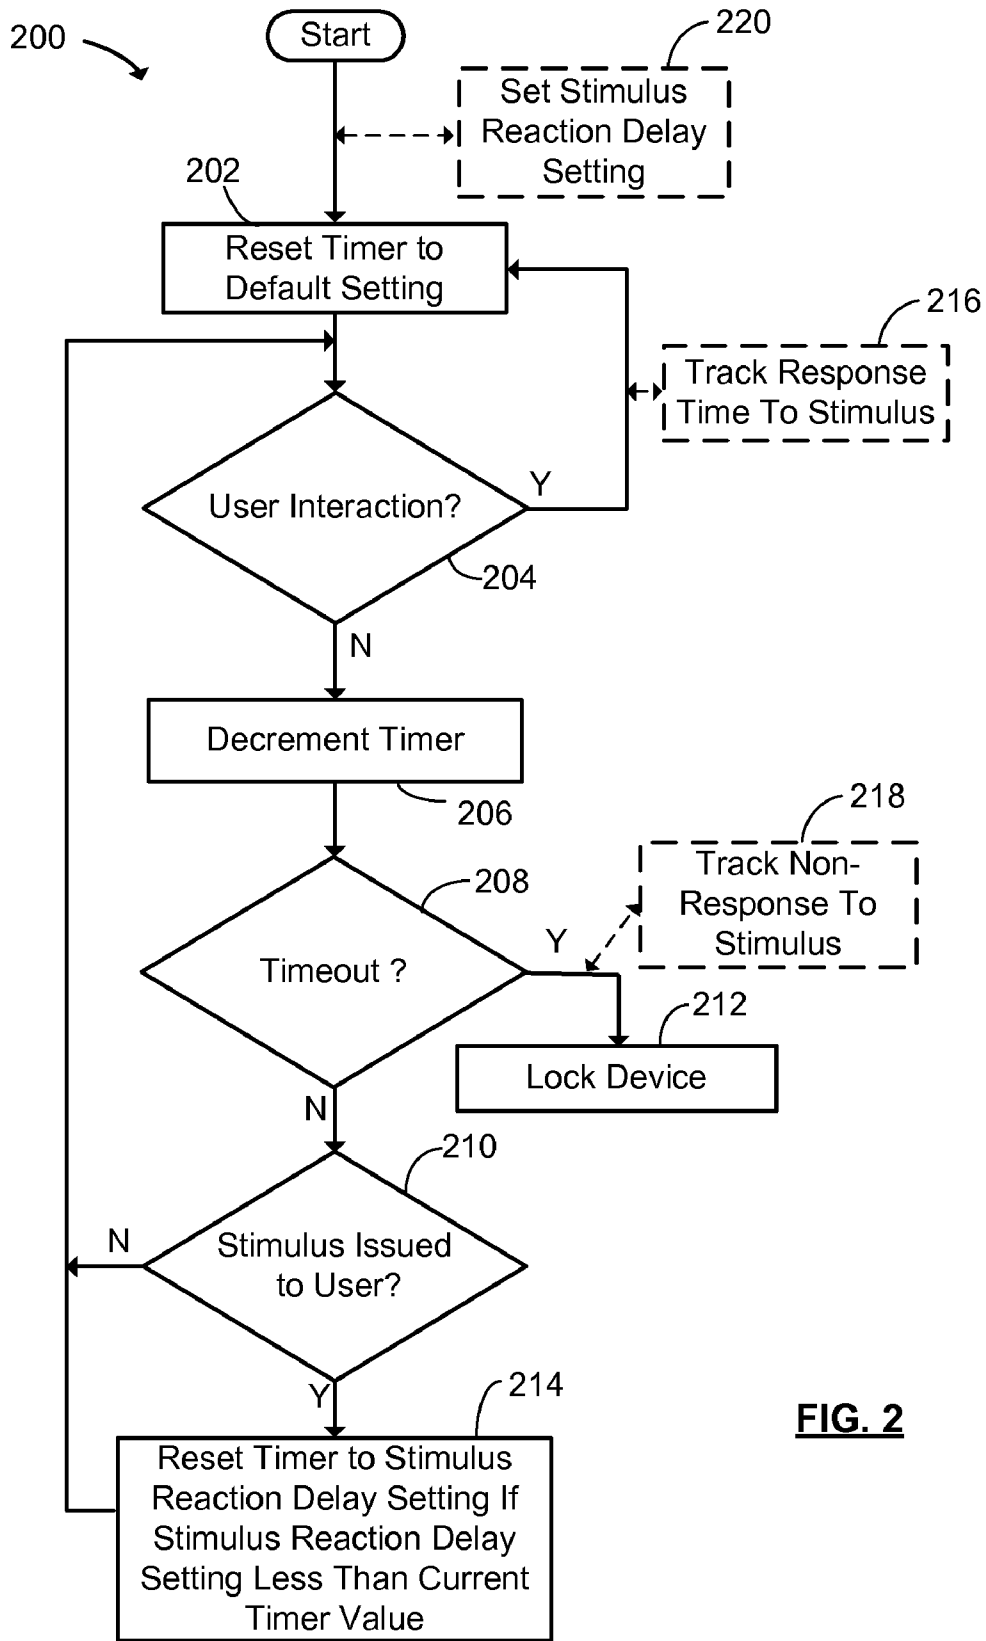 200
Start
220
Set Stimulus
Reaction Delay
Setting
202
Reset Timer to
Default Setting
216
Track Response
Time To Stimulus
User Interaction?
Y
204
N
Decrement Timer
206
218
Track Non-
Response To
Stimulus
208
Timeout ?
Y
212
Lock Device
N
210
Stimulus Issued
to User?
N
Y
214
Reset Timer to Stimulus
Reaction Delay Setting If
Stimulus Reaction Delay
Setting Less Than Current
Timer Value
FIG. 2